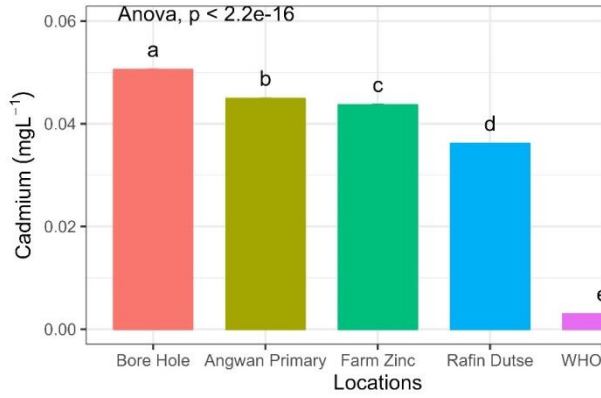 Anova, p < 2.2e-16
0.06
0.04
0.02
0.00
Cadmium (mgL⁻¹)
a
b
c
d
e
Bore Hole
Angwan Primary
Farm Zinc
Rafin Dutse
WHO
Locations